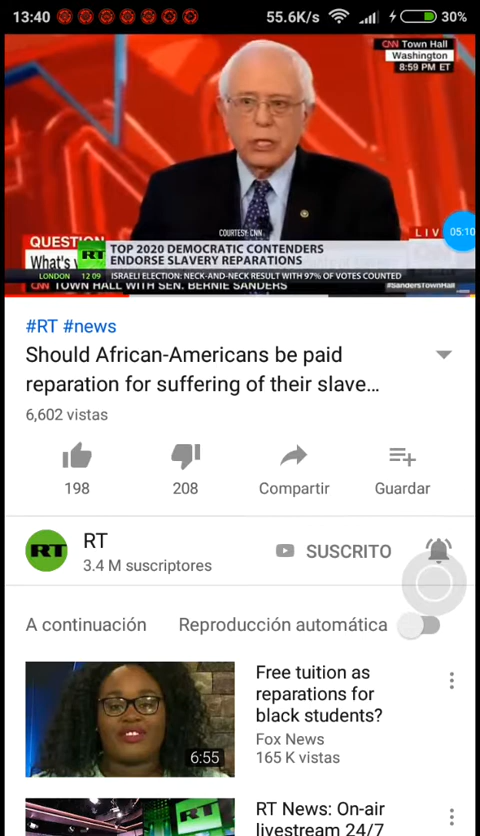 13:40
55.6K/s
30%
CNN Town Hall
Washington
8:59 PM ET
COURTESY: CNN
QUESTION
LIV
05:10
What's
RT
TOP 2020 DEMOCRATIC CONTENDERS
ENDORSE SLAVERY REPARATIONS
LONDON 12 09 ISRAELI ELECTION: NECK-AND-NECK RESULT WITH 97% OF VOTES COUNTED
CNN TOWN HALL WITH SEN. BERNIE SANDERS
#SandersTownHall
#RT #news
Should African-Americans be paid
reparation for suffering of their slave...
6,602 vistas
198
208
Compartir
Guardar
RT
RT
3.4 M suscriptores
SUSCRITO
A continuación
Reproducción automática
6:55
Free tuition as
reparations for
black students?
Fox News
165 K vistas
RT
RT News: On-air
livestream 24/7